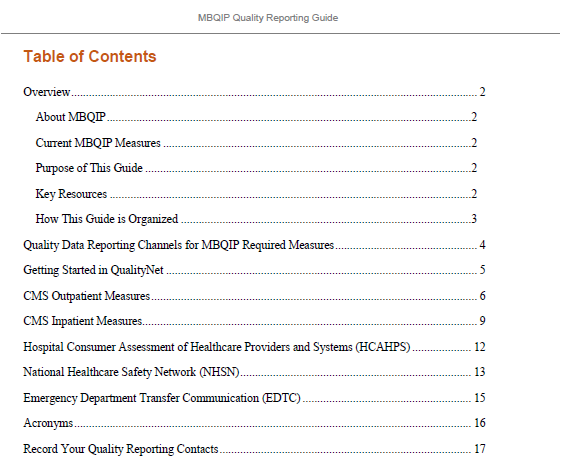 MBQIP Quality Reporting Guide
Table of Contents
Overview................................................................................................ 2
About MBQIP.......................................................................................2
Current MBQIP Measures..........................................................................2
Purpose of This Guide..............................................................................2
Key Resources.......................................................................................2
How This Guide is Organized......................................................................3
Quality Data Reporting Channels for MBQIP Required Measures.................................. 4
Getting Started in QualityNet........................................................................ 5
CMS Outpatient Measures............................................................................ 6
CMS Inpatient Measures.............................................................................. 9
Hospital Consumer Assessment of Healthcare Providers and Systems (HCAHPS)................... 12
National Healthcare Safety Network (NHSN)........................................................ 13
Emergency Department Transfer Communication (EDTC)........................................... 15
Acronyms............................................................................................. 16
Record Your Quality Reporting Contacts............................................................. 17